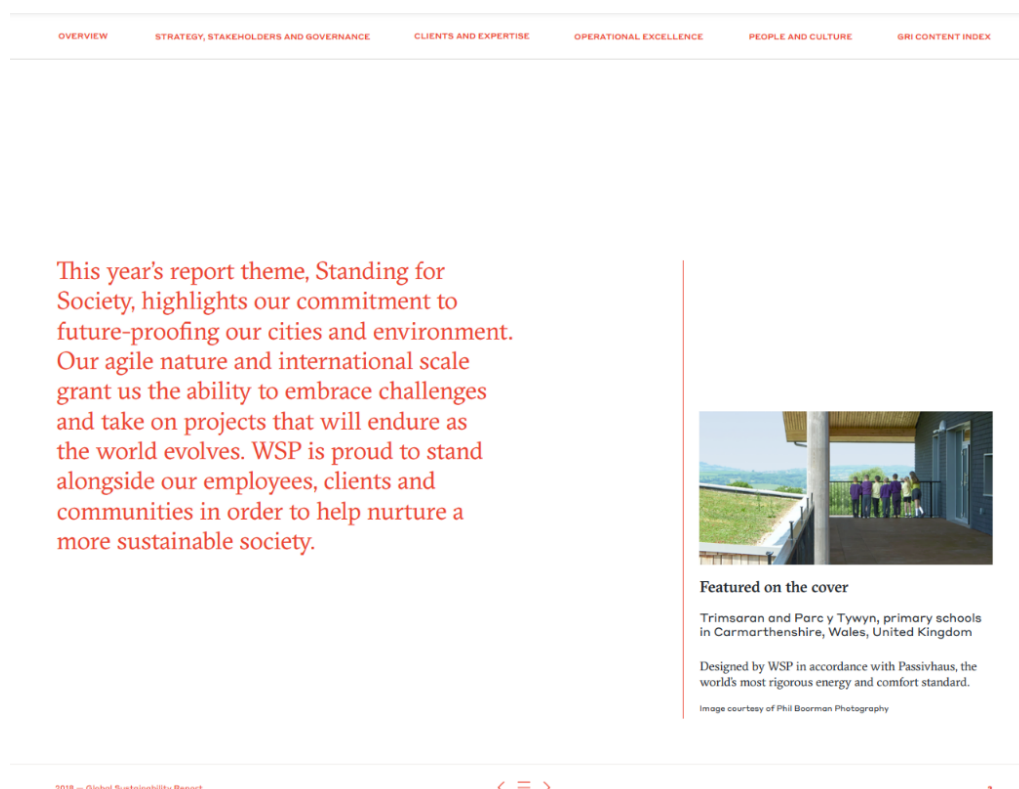 OVERVIEW
STRATEGY, STAKEHOLDERS AND GOVERNANCE
CLIENTS AND EXPERTISE
OPERATIONAL EXCELLENCE
PEOPLE AND CULTURE
GRI CONTENT INDEX
This year's report theme, Standing for
Society, highlights our commitment to
future-proofing our cities and environment.
Our agile nature and international scale
grant us the ability to embrace challenges
and take on projects that will endure as
the world evolves. WSP is proud to stand
alongside our employees, clients and
communities in order to help nurture a
more sustainable society.
Featured on the cover
Trimsaran and Parc y Tywyn, primary schools
in Carmarthenshire, Wales, United Kingdom
Designed by WSP in accordance with Passivhaus, the
world's most rigorous energy and comfort standard.
Image courtesy of Phil Boorman Photography
2018 — Global Sustainability Report